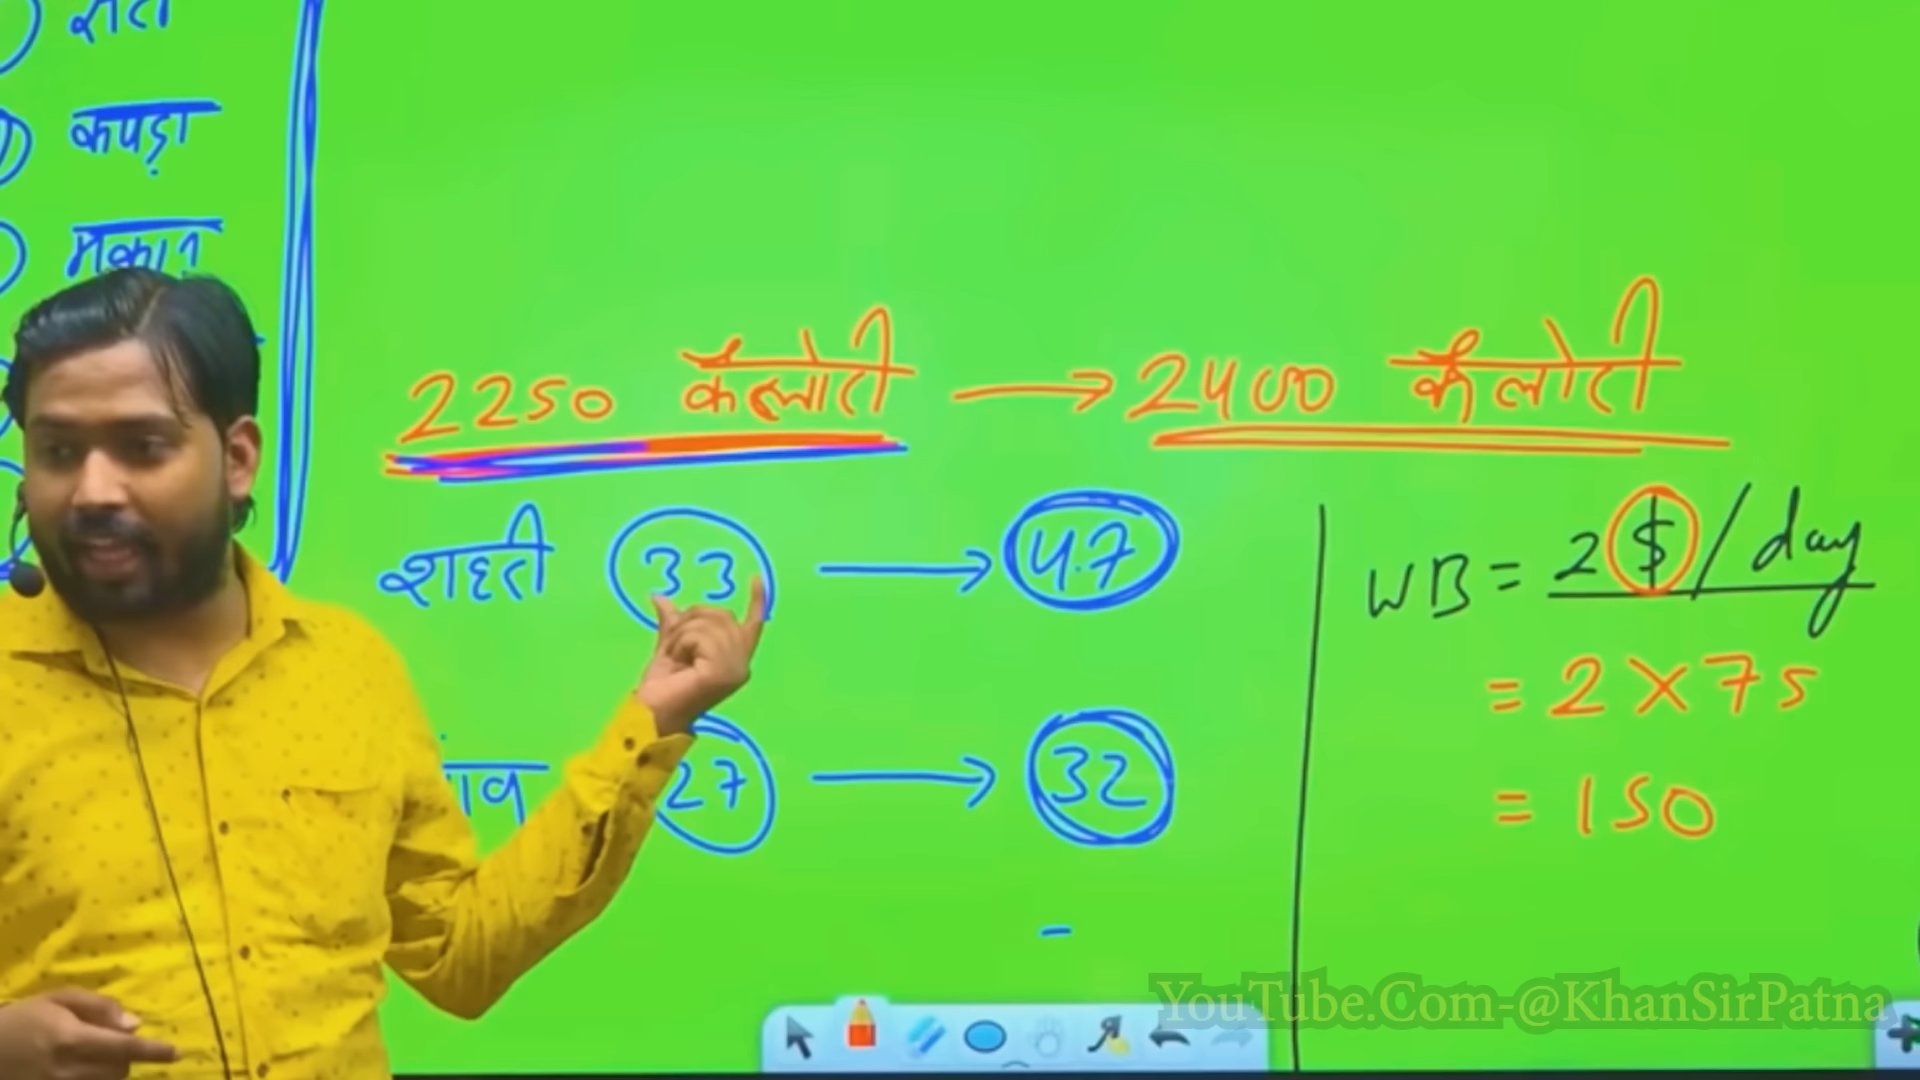 कपड़ा
मकान
2250 कैलोरी → 2400 कैलोरी
शहरी 33 → 47
27 → 32
WB = 2 $ / day
= 2 × 75
= 150
YouTube.Com-@KhanSirPatna